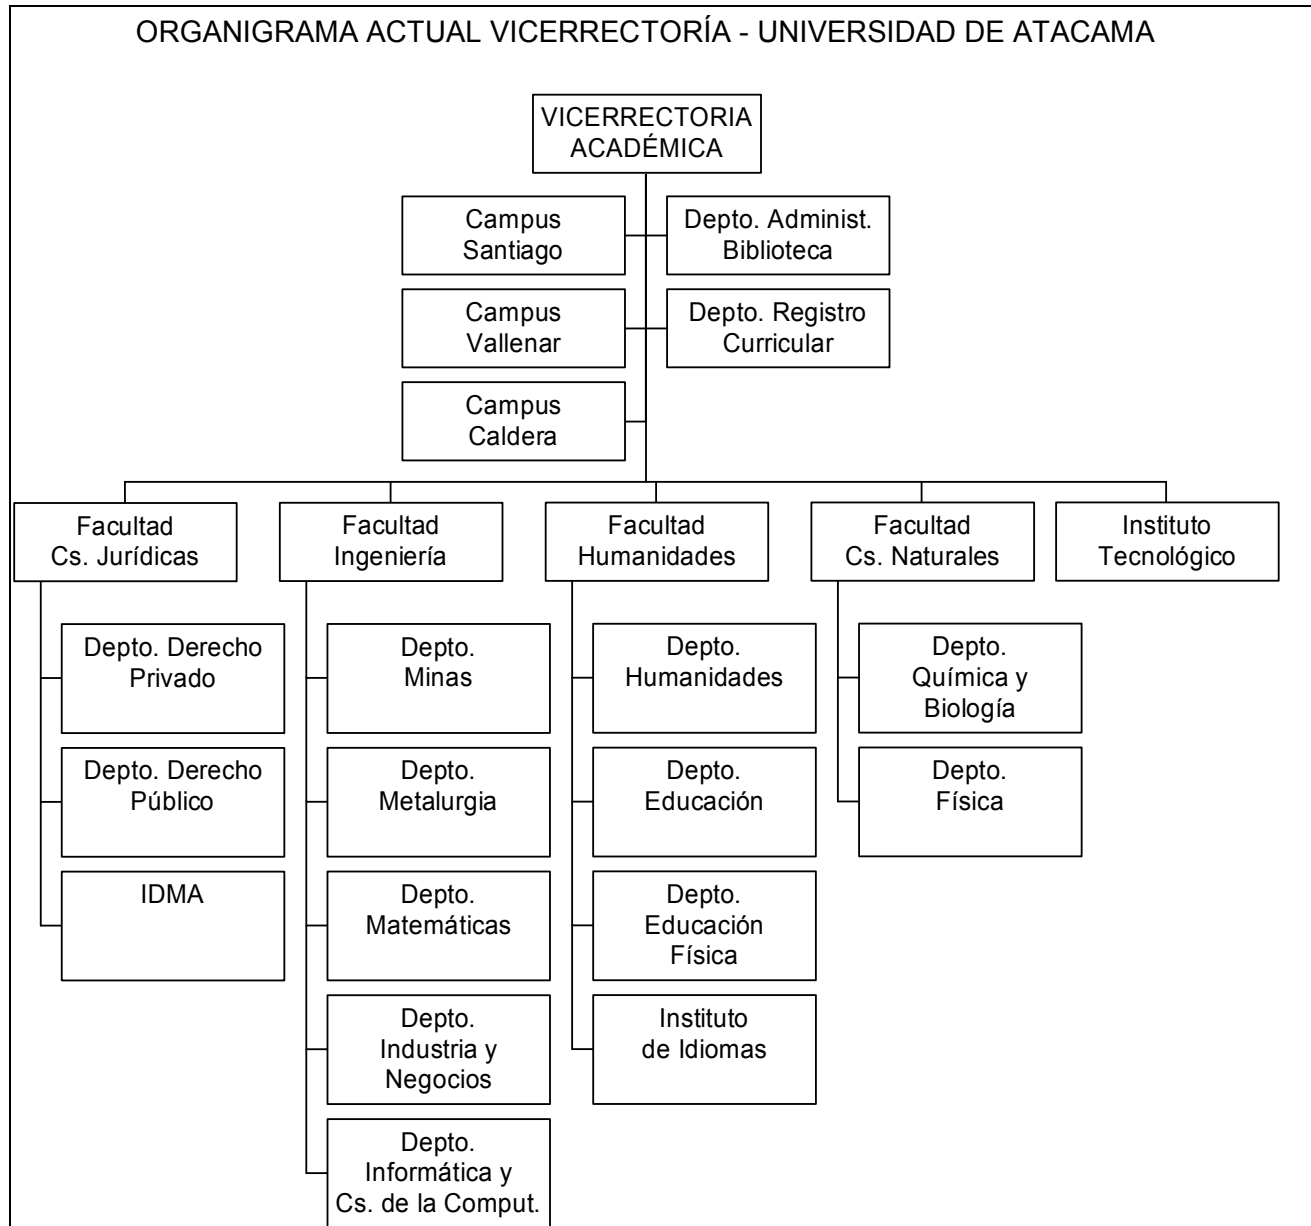 ORGANIGRAMA ACTUAL VICERRECTORÍA - UNIVERSIDAD DE ATACAMA
VICERRECTORIA
ACADÉMICA
Campus
Santiago
Depto. Administ.
Biblioteca
Campus
Vallenar
Depto. Registro
Curricular
Campus
Caldera
Facultad
Cs. Jurídicas
Facultad
Ingeniería
Facultad
Humanidades
Facultad
Cs. Naturales
Instituto
Tecnológico
Depto. Derecho
Privado
Depto.
Minas
Depto.
Humanidades
Depto.
Química y
Biología
Depto. Derecho
Público
Depto.
Metalurgia
Depto.
Educación
Depto.
Física
IDMA
Depto.
Matemáticas
Depto.
Educación
Física
Depto.
Industria y
Negocios
Instituto
de Idiomas
Depto.
Informática y
Cs. de la Comput.